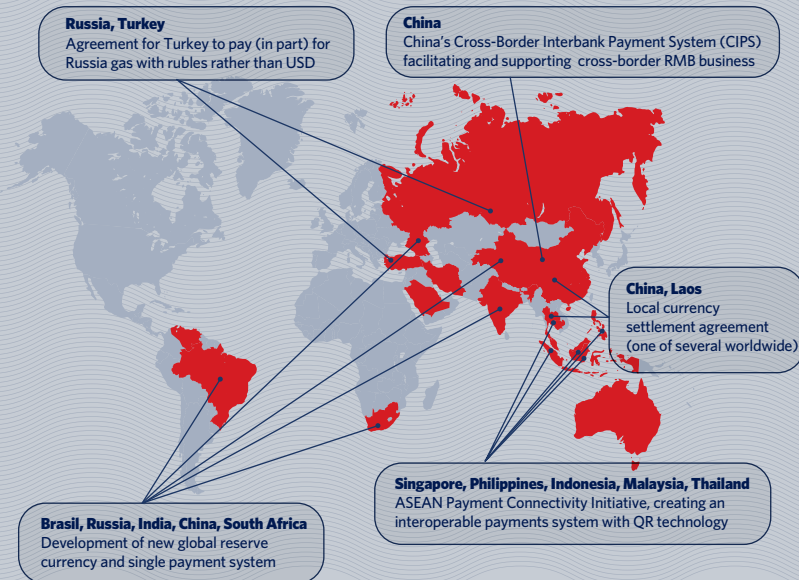 Russia, Turkey
Agreement for Turkey to pay (in part) for
Russia gas with rubles rather than USD
China
China's Cross-Border Interbank Payment System (CIPS)
facilitating and supporting cross-border RMB business
China, Laos
Local currency
settlement agreement
(one of several worldwide)
Singapore, Philippines, Indonesia, Malaysia, Thailand
ASEAN Payment Connectivity Initiative, creating an
interoperable payments system with QR technology
Brasil, Russia, India, China, South Africa
Development of new global reserve
currency and single payment system